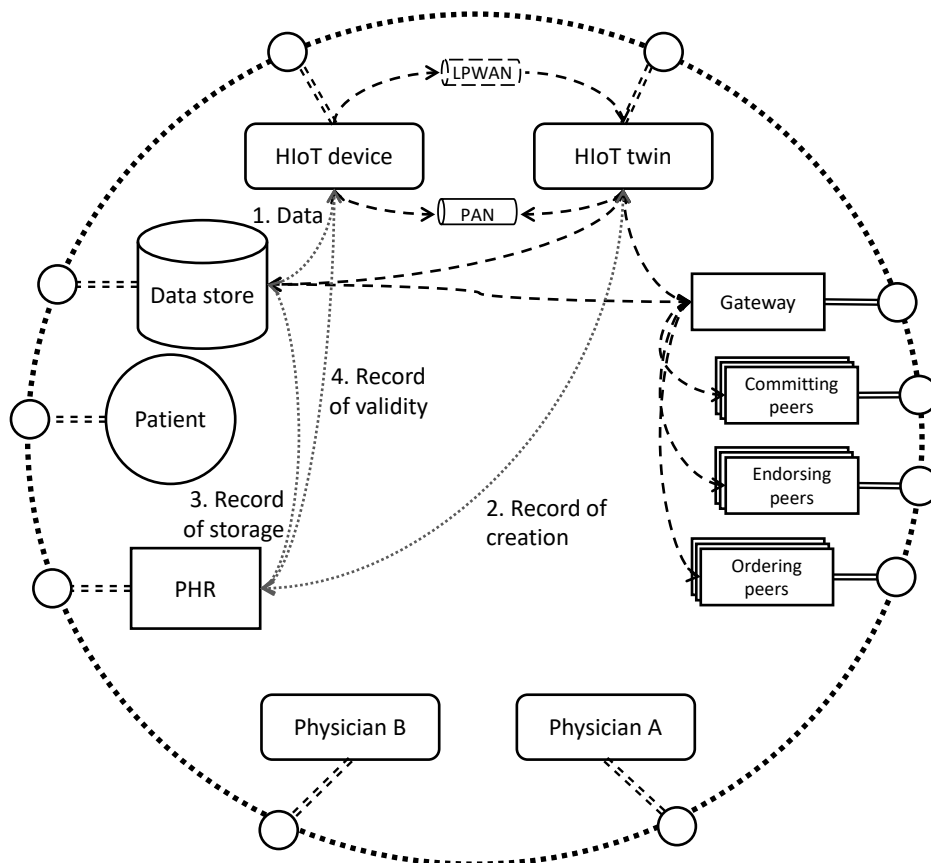 LPWAN
HIoT device
HIoT twin
PAN
1. Data
Data store
Gateway
4. Record
of validity
Committing
peers
Patient
Endorsing
peers
3. Record
of storage
2. Record of
creation
PHR
Ordering
peers
Physician B
Physician A